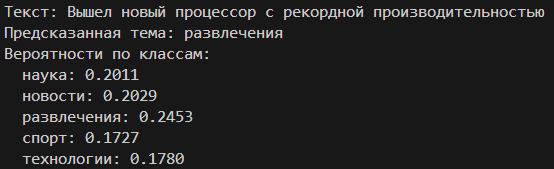 Текст: Вышел новый процессор с рекордной производительностью
Предсказанная тема: развлечения
Вероятности по классам:
наука: 0.2011
новости: 0.2029
развлечения: 0.2453
спорт: 0.1727
технологии: 0.1780